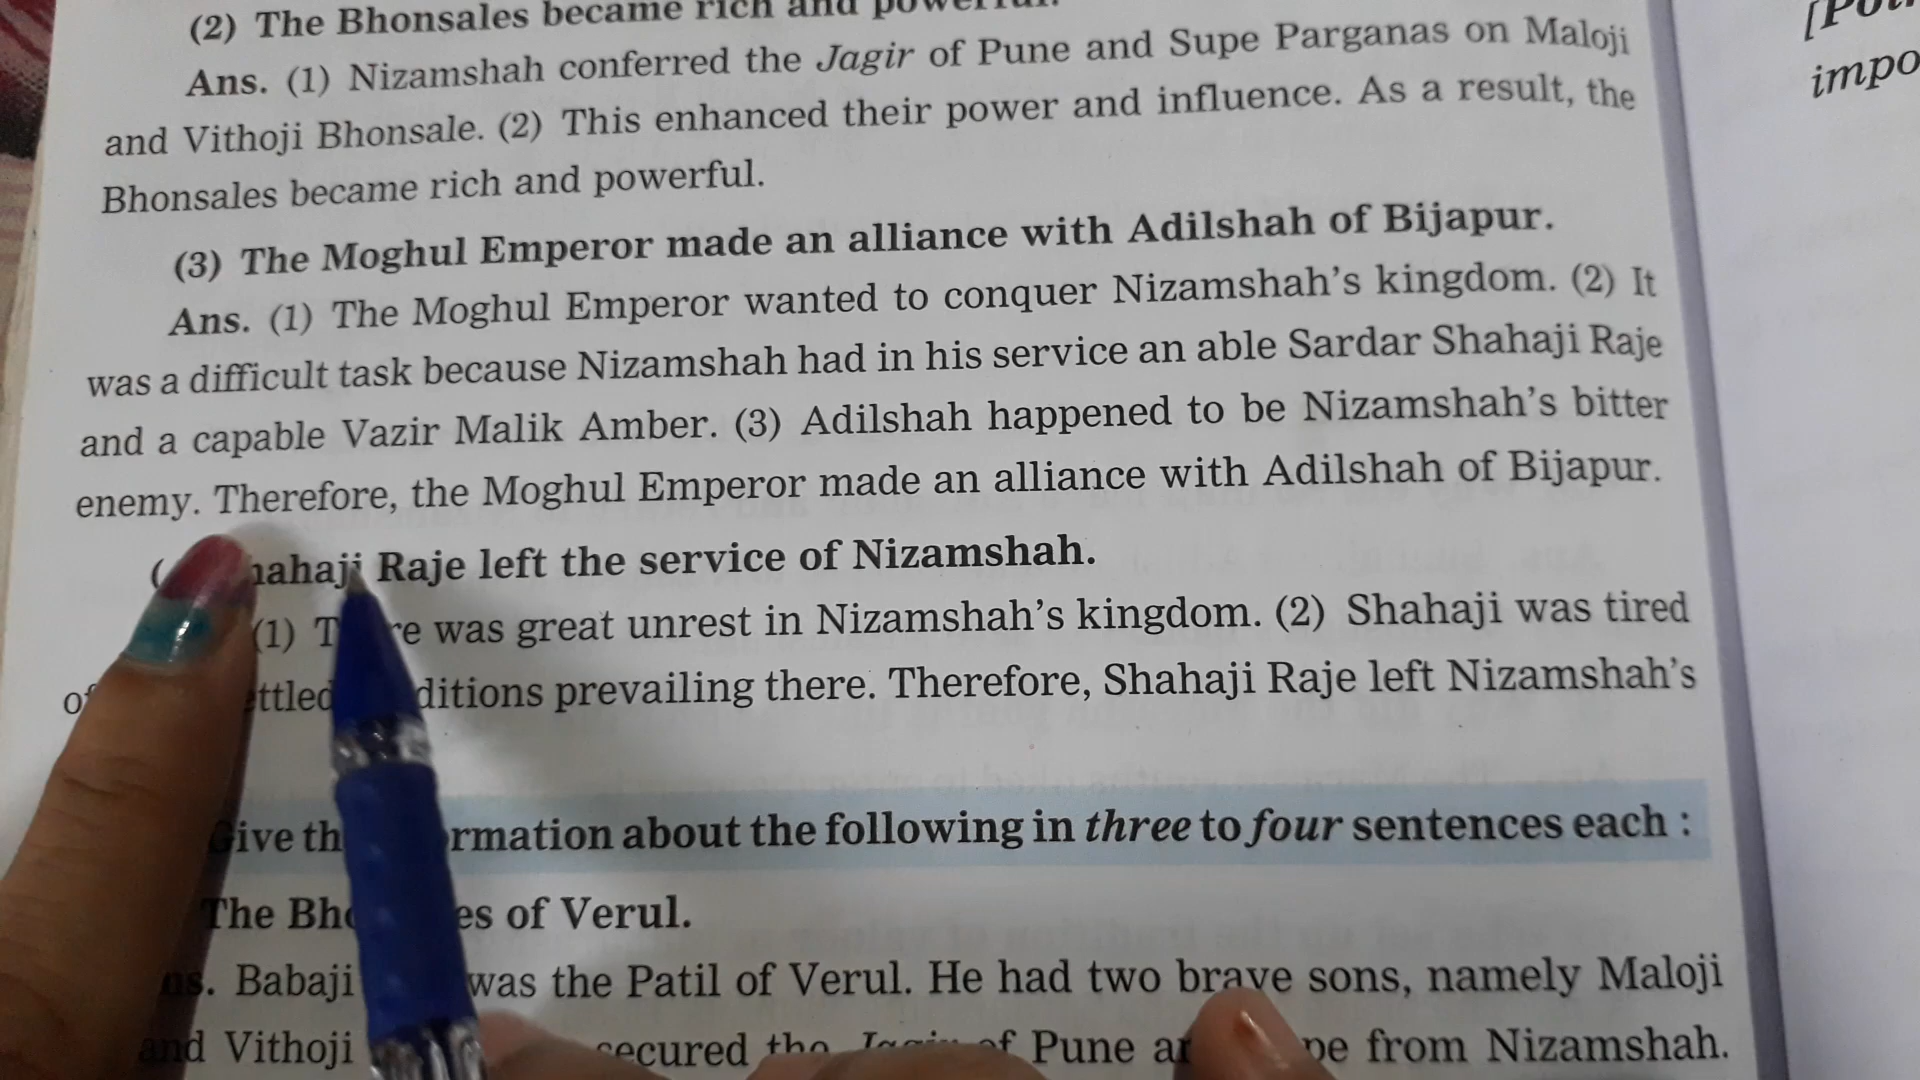 (2) The Bhonsales became rich and powerful.
Ans. (1) Nizamshah conferred the Jagir of Pune and Supe Parganas on Maloji
and Vithoji Bhonsale. (2) This enhanced their power and influence. As a result, the
Bhonsales became rich and powerful.
(3) The Moghul Emperor made an alliance with Adilshah of Bijapur.
Ans. (1) The Moghul Emperor wanted to conquer Nizamshah's kingdom. (2) It
was a difficult task because Nizamshah had in his service an able Sardar Shahaji Raje
and a capable Vazir Malik Amber. (3) Adilshah happened to be Nizamshah's bitter
enemy. Therefore, the Moghul Emperor made an alliance with Adilshah of Bijapur.
( hahaji Raje left the service of Nizamshah.
(1) There was great unrest in Nizamshah's kingdom. (2) Shahaji was tired
of ditions prevailing there. Therefore, Shahaji Raje left Nizamshah's
Give th rmation about the following in three to four sentences each :
The Bho es of Verul.
ns. Babaji was the Patil of Verul. He had two brave sons, namely Maloji
and Vithoji secured the Jagir of Pune from Nizamshah.
impo